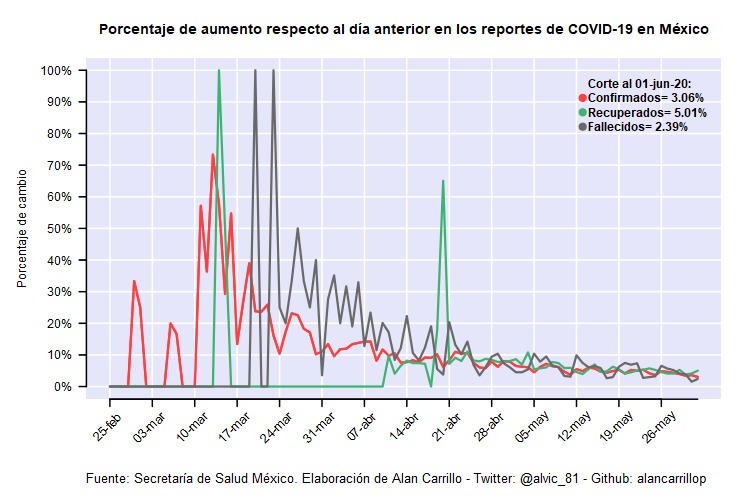 Porcentaje de aumento respecto al día anterior en los reportes de COVID-19 en México
Corte al 01-jun-20:
Confirmados= 3.06%
Recuperados= 5.01%
Fallecidos= 2.39%
Porcentaje de cambio
100%
90%
80%
70%
60%
50%
40%
30%
20%
10%
0%
25-feb
03-mar
10-mar
17-mar
24-mar
31-mar
07-abr
14-abr
21-abr
28-abr
05-may
12-may
19-may
26-may
Fuente: Secretaría de Salud México. Elaboración de Alan Carrillo - Twitter: @alvic_81 - Github: alancarrillop